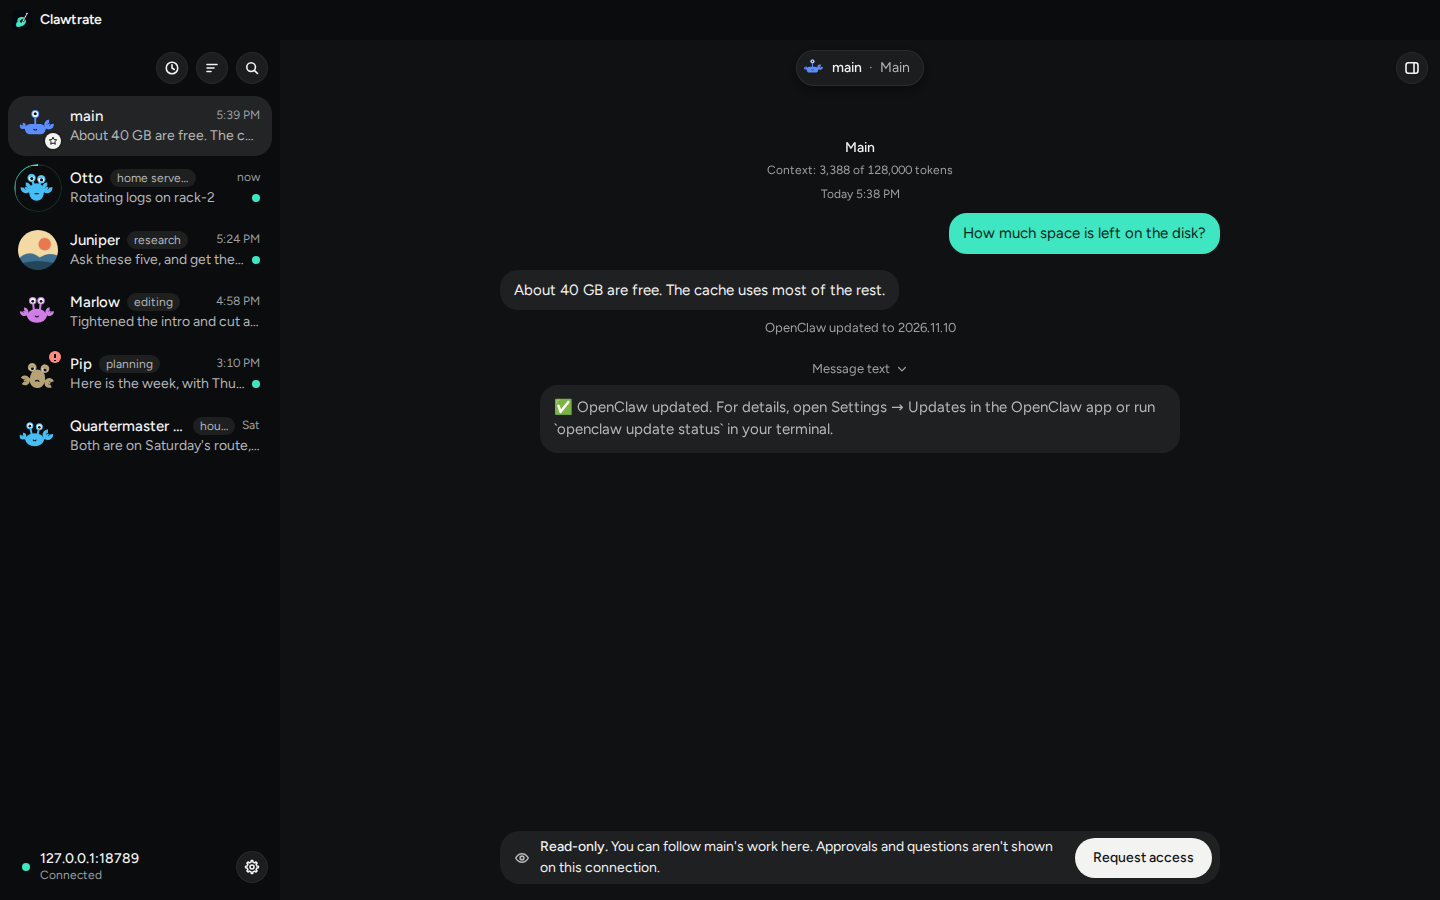 Clawtrate
main 5:39 PM
About 40 GB are free. The c...
Otto home serve... now
Rotating logs on rack-2
Juniper research 5:24 PM
Ask these five, and get the...
Marlow editing 4:58 PM
Tightened the intro and cut a...
Pip planning 3:10 PM
Here is the week, with Thu...
Quartermaster ... hou... Sat
Both are on Saturday's route,...
127.0.0.1:18789
Connected
main · Main
Main
Context: 3,388 of 128,000 tokens
Today 5:38 PM
How much space is left on the disk?
About 40 GB are free. The cache uses most of the rest.
OpenClaw updated to 2026.11.10
Message text
✅ OpenClaw updated. For details, open Settings → Updates in the OpenClaw app or run
`openclaw update status` in your terminal.
Read-only. You can follow main's work here. Approvals and questions aren't shown
on this connection.
Request access